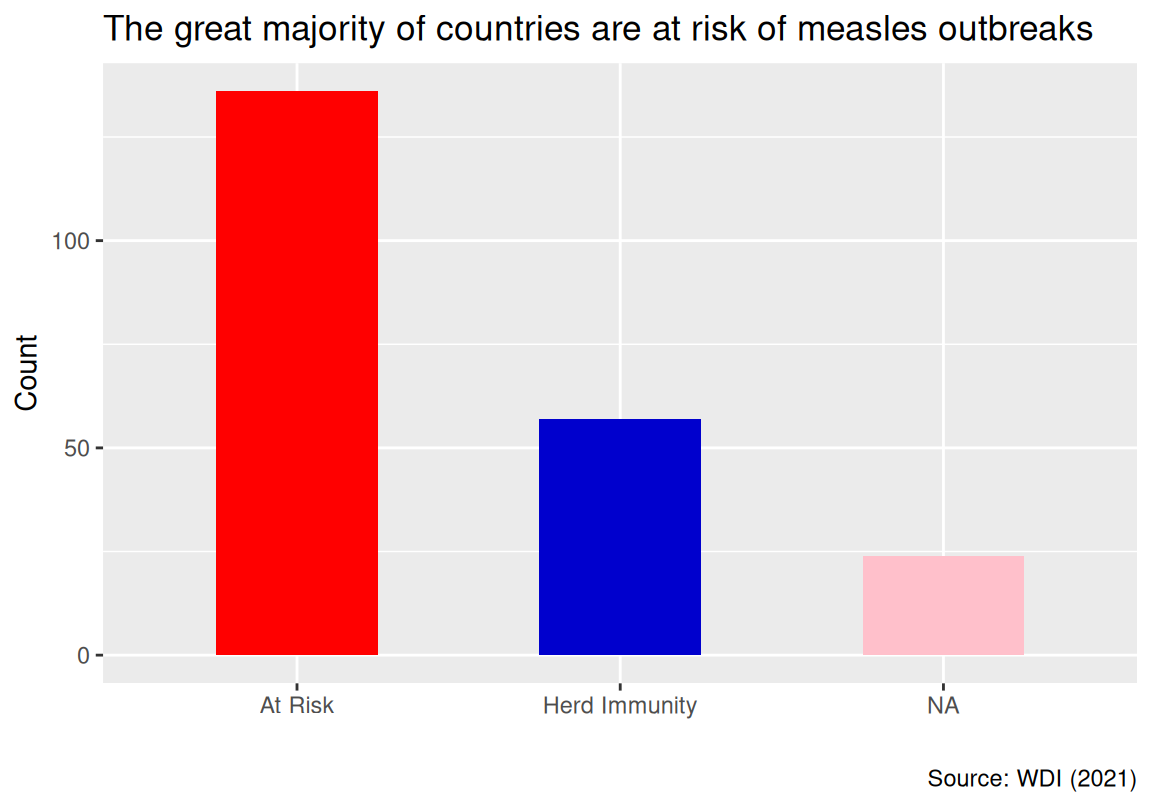 The great majority of countries are at risk of measles outbreaks
Count
100
50
0
At Risk
Herd Immunity
NA
Source: WDI (2021)